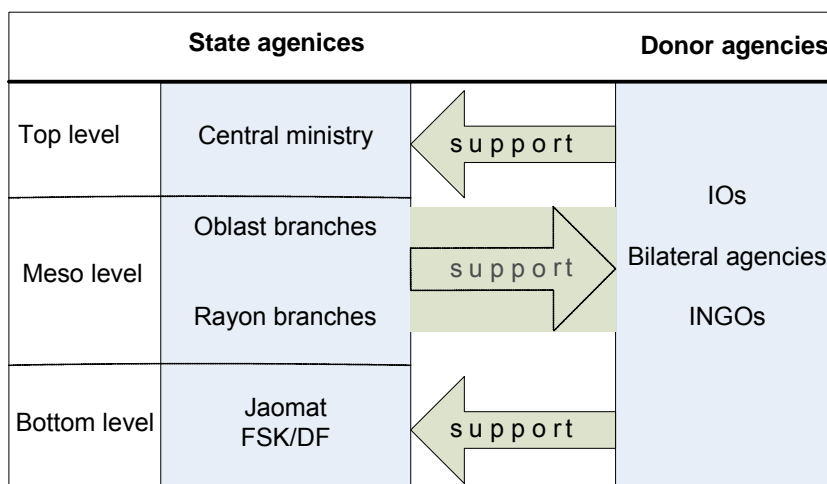 State agenices
Donor agencies
Top level
Central ministry
support
Meso level
Oblast branches
Rayon branches
support
IOs
Bilateral agencies
INGOs
Bottom level
Jaomat
FSK/DF
support